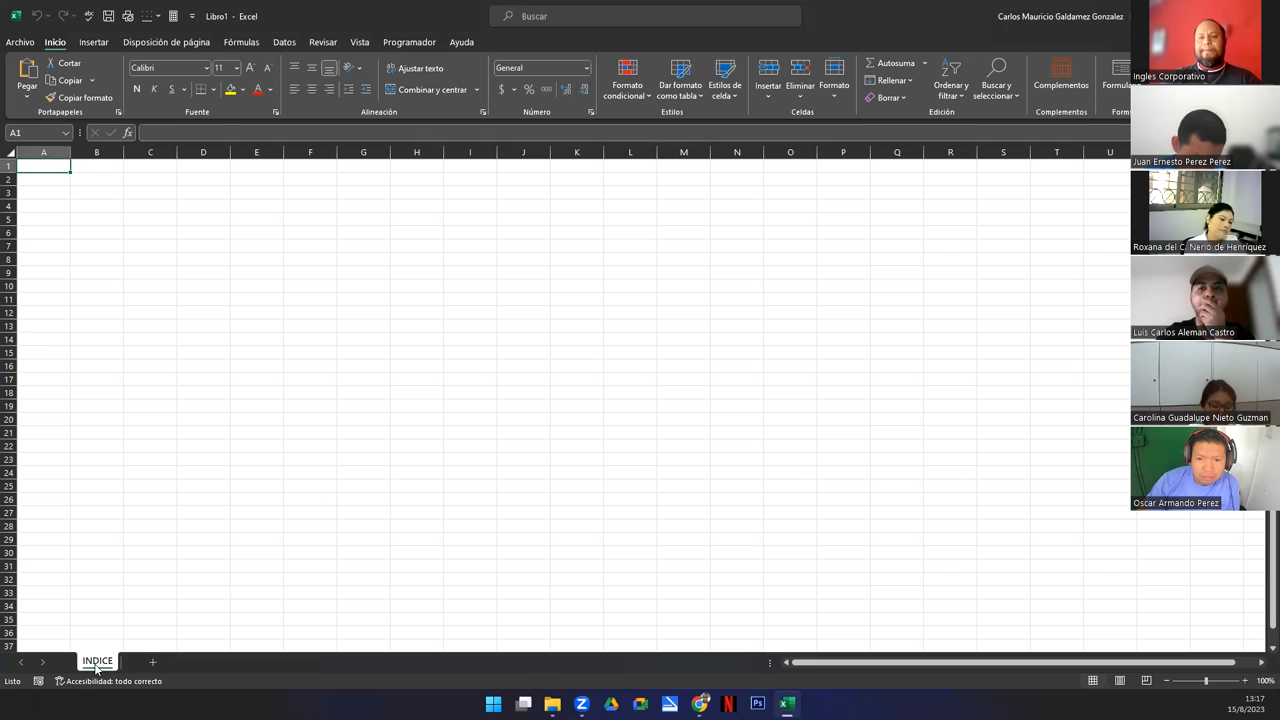 Libro1 - Excel
Buscar
Carlos Mauricio Galdamez Gonzalez
Archivo Inicio Insertar Disposición de página Fórmulas Datos Revisar Vista Programador Ayuda
Pegar
Cortar
Copiar
Copiar formato
Portapapeles
Calibri 11
N K S
Fuente
Ajustar texto
Combinar y centrar
Alineación
General
$ % 000
Número
Formato condicional
Dar formato como tabla
Estilos de celda
Estilos
Insertar Eliminar Formato
Celdas
Autosuma
Rellenar
Borrar
Ordenar y filtrar
Buscar y seleccionar
Edición
Complementos
Complementos
Formulario
A1
fx
A B C D E F G H I J K L M N O P Q R S T U
1
2
3
4
5
6
7
8
9
10
11
12
13
14
15
16
17
18
19
20
21
22
23
24
25
26
27
28
29
30
31
32
33
34
35
36
37
Ingles Corporativo
Juan Ernesto Perez Perez
Roxana del C. Nerio de Henríquez
Luis Carlos Aleman Castro
Carolina Guadalupe Nieto Guzman
Oscar Armando Perez
INDICE
Listo
Accesibilidad: todo correcto
100%
13:17
15/8/2023